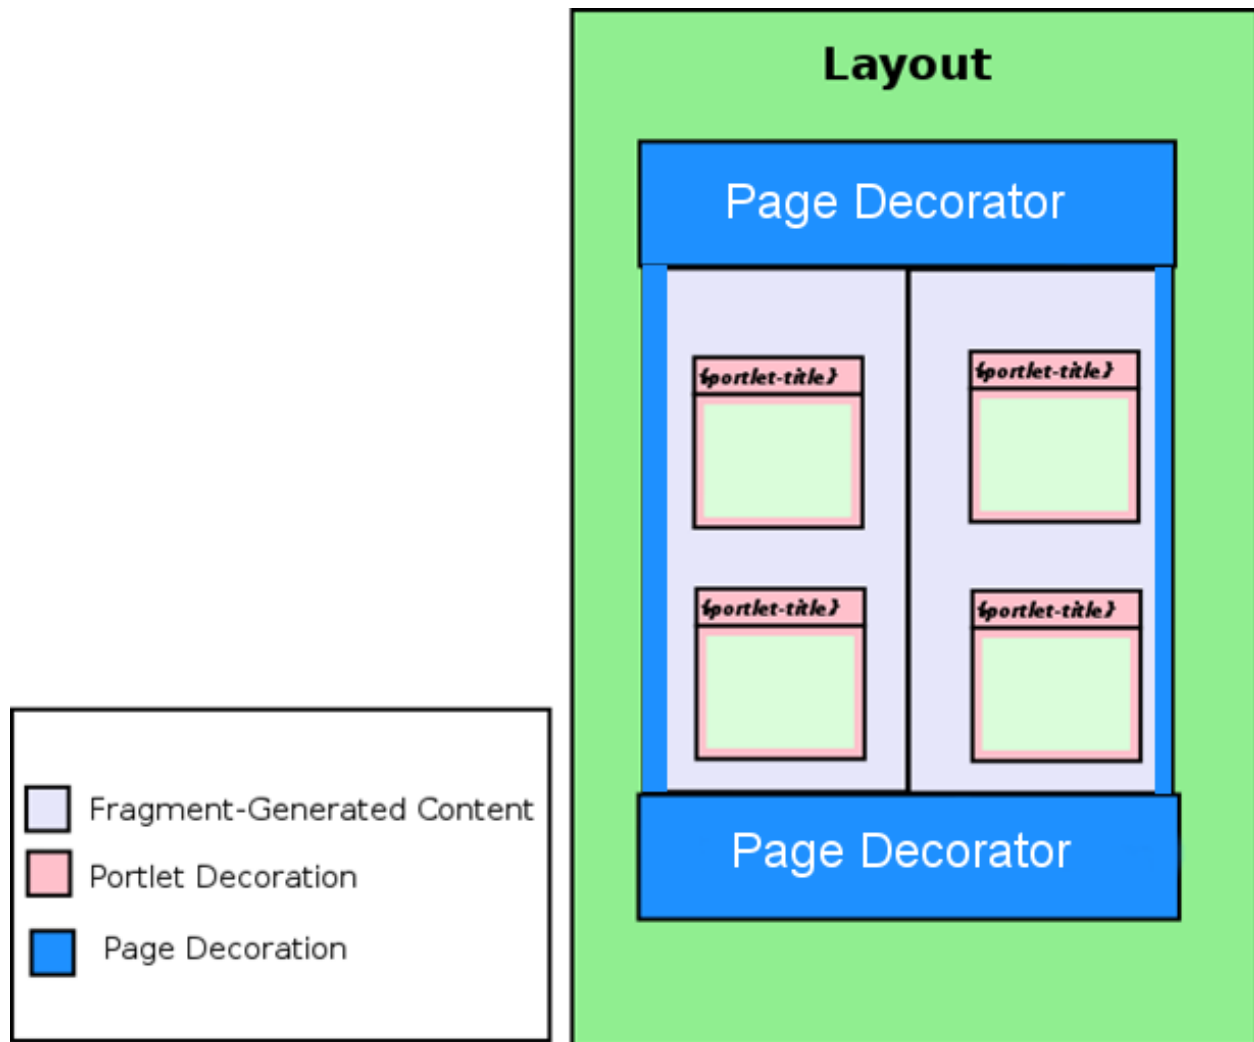 Layout
Page Decorator
{portlet-title}
{portlet-title}
{portlet-title}
{portlet-title}
Page Decorator
Fragment-Generated Content
Portlet Decoration
Page Decoration